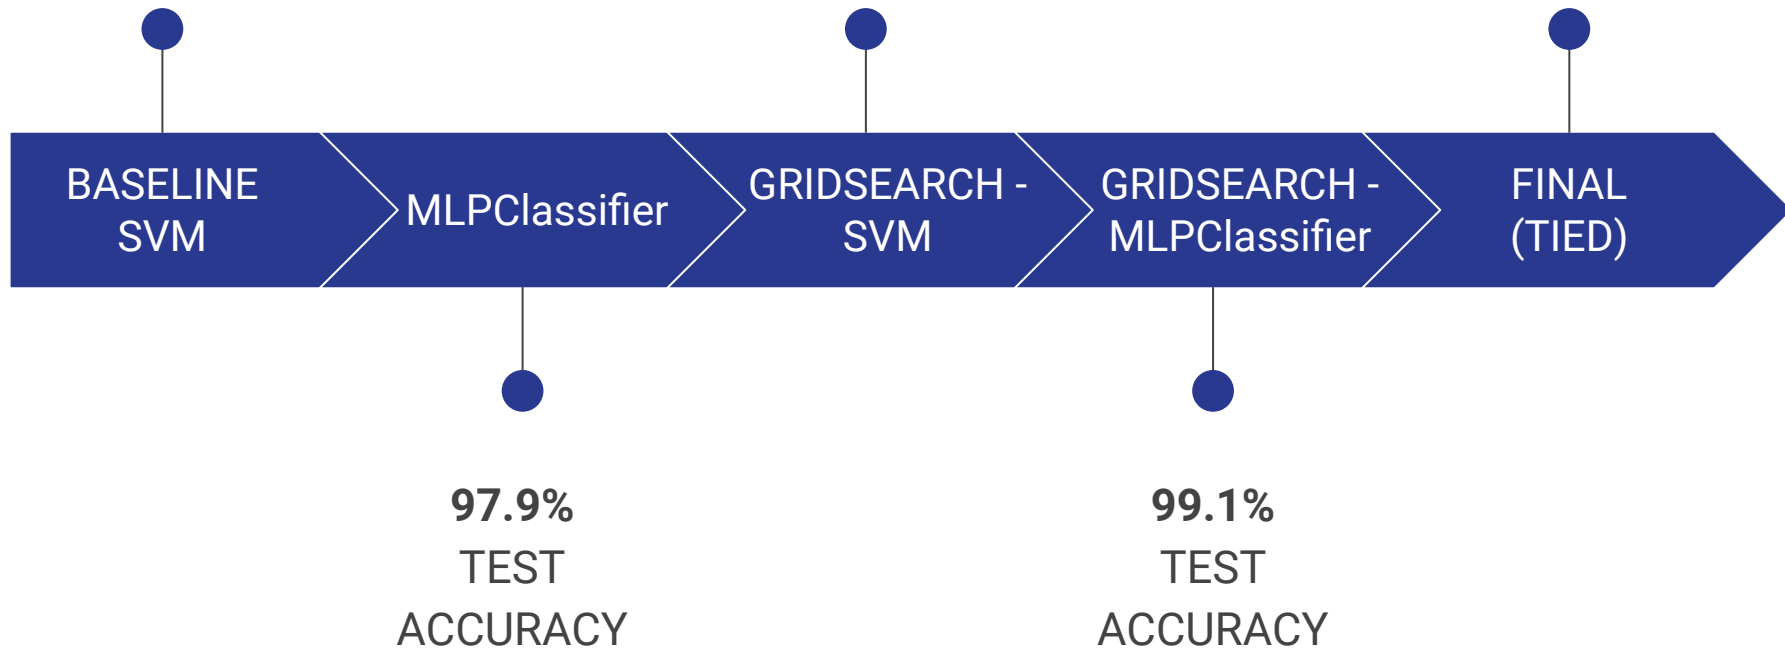 BASELINE
SVM
MLPClassifier
GRIDSEARCH -
SVM
GRIDSEARCH -
MLPClassifier
FINAL
(TIED)
97.9%
TEST
ACCURACY
99.1%
TEST
ACCURACY